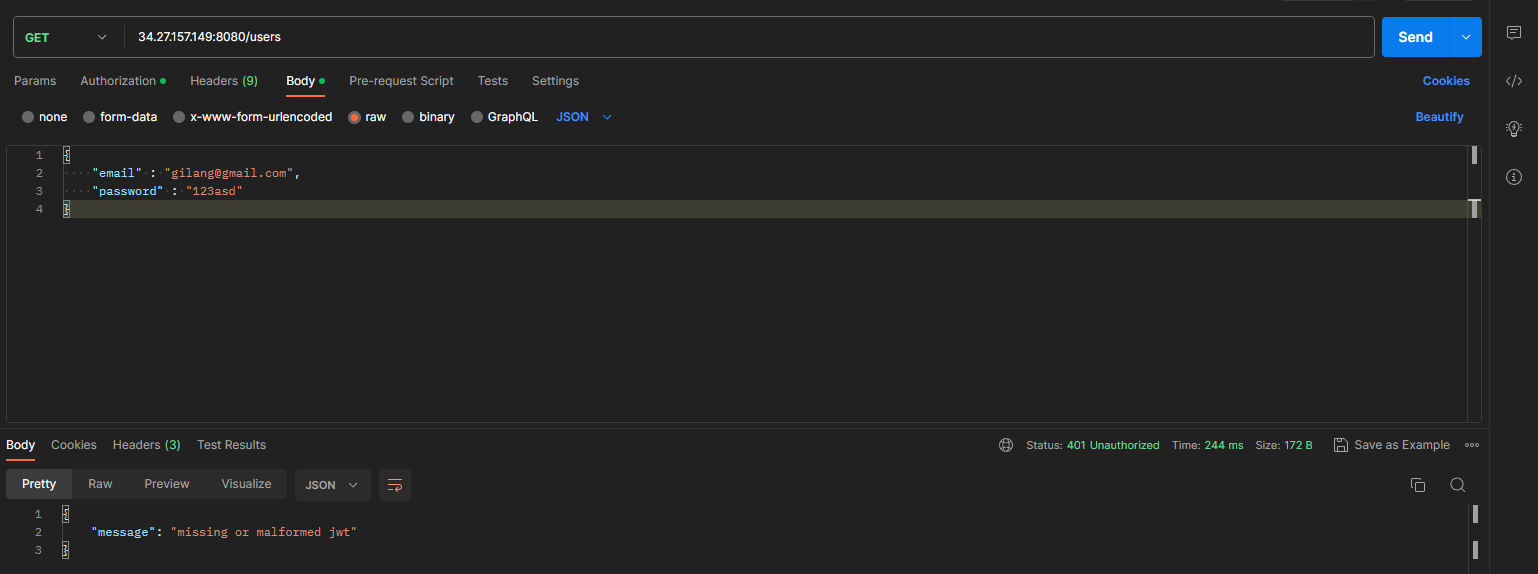 GET 34.27.157.149:8080/users Send
Params Authorization Headers (9) Body Pre-request Script Tests Settings Cookies
none form-data x-www-form-urlencoded raw binary GraphQL JSON Beautify
1 {
2 "email" : "gilang@gmail.com",
3 "password" : "123asd"
4 }
Body Cookies Headers (3) Test Results Status: 401 Unauthorized Time: 244 ms Size: 172 B Save as Example
Pretty Raw Preview Visualize JSON
1 {
2 "message": "missing or malformed jwt"
3 }